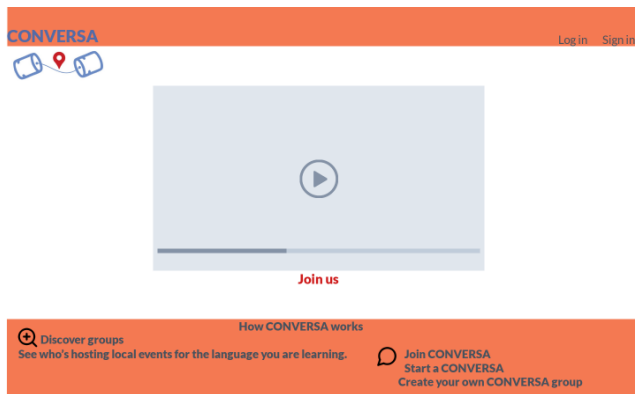 CONVERSA
Log in Sign in
Join us
How CONVERSA works
Discover groups
See who's hosting local events for the language you are learning.
Join CONVERSA
Start a CONVERSA
Create your own CONVERSA group